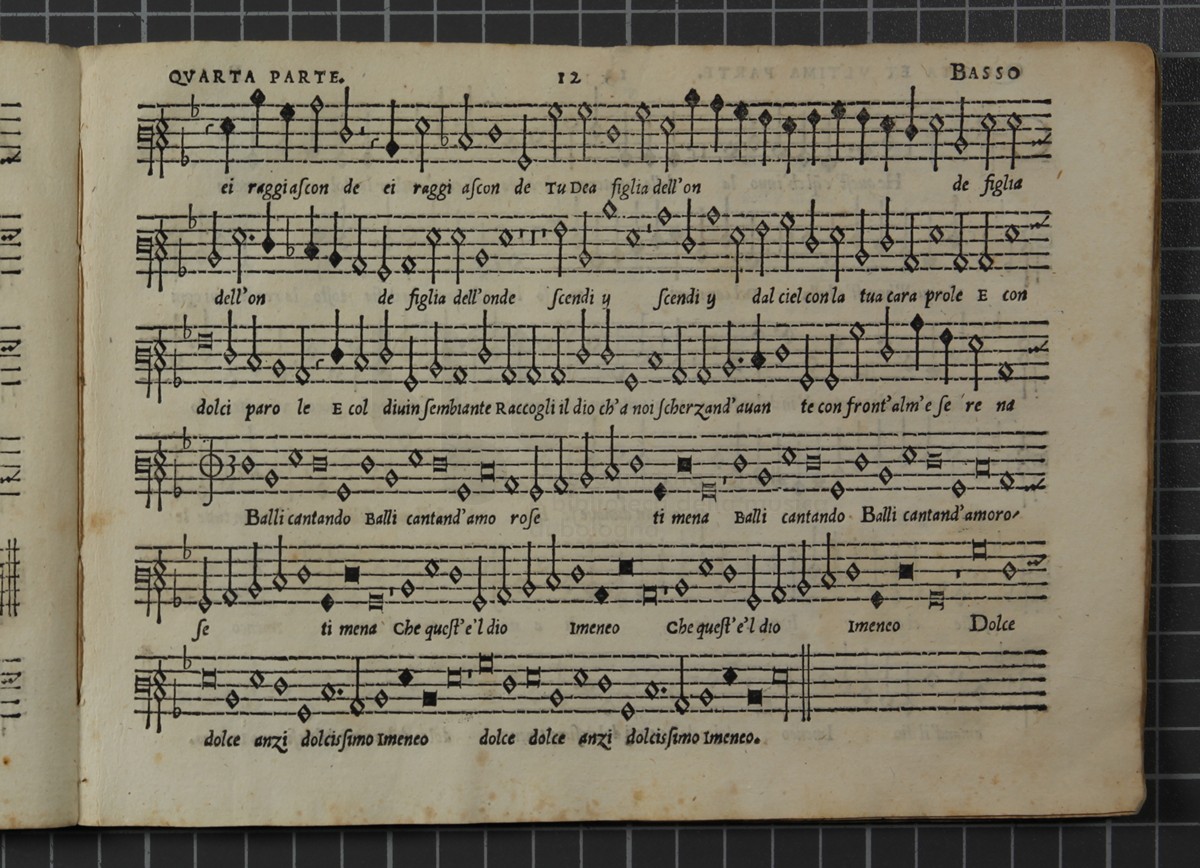 QVARTA PARTE. 12 BASSO
ei raggi aſcon de ei raggi aſcon de Tu Dea figlia dell'on de figlia
dell'on de figlia dell'onde ſcendi y ſcendi y dal ciel con la tua cara prole E con
dolci paro le E col diuin ſembiante Raccogli il dio ch'a noi ſcherzand'auan te con front'alm'e ſe re na
Balli cantando Balli cantand'amo roſe ti mena Balli cantando Balli cantand'amoro
ſe ti mena Che queſt'e'l dio Imeneo Che queſt'e'l dio Imeneo Dolce
dolce anzi dolciſsimo Imeneo dolce dolce anzi dolciſsimo Imeneo.